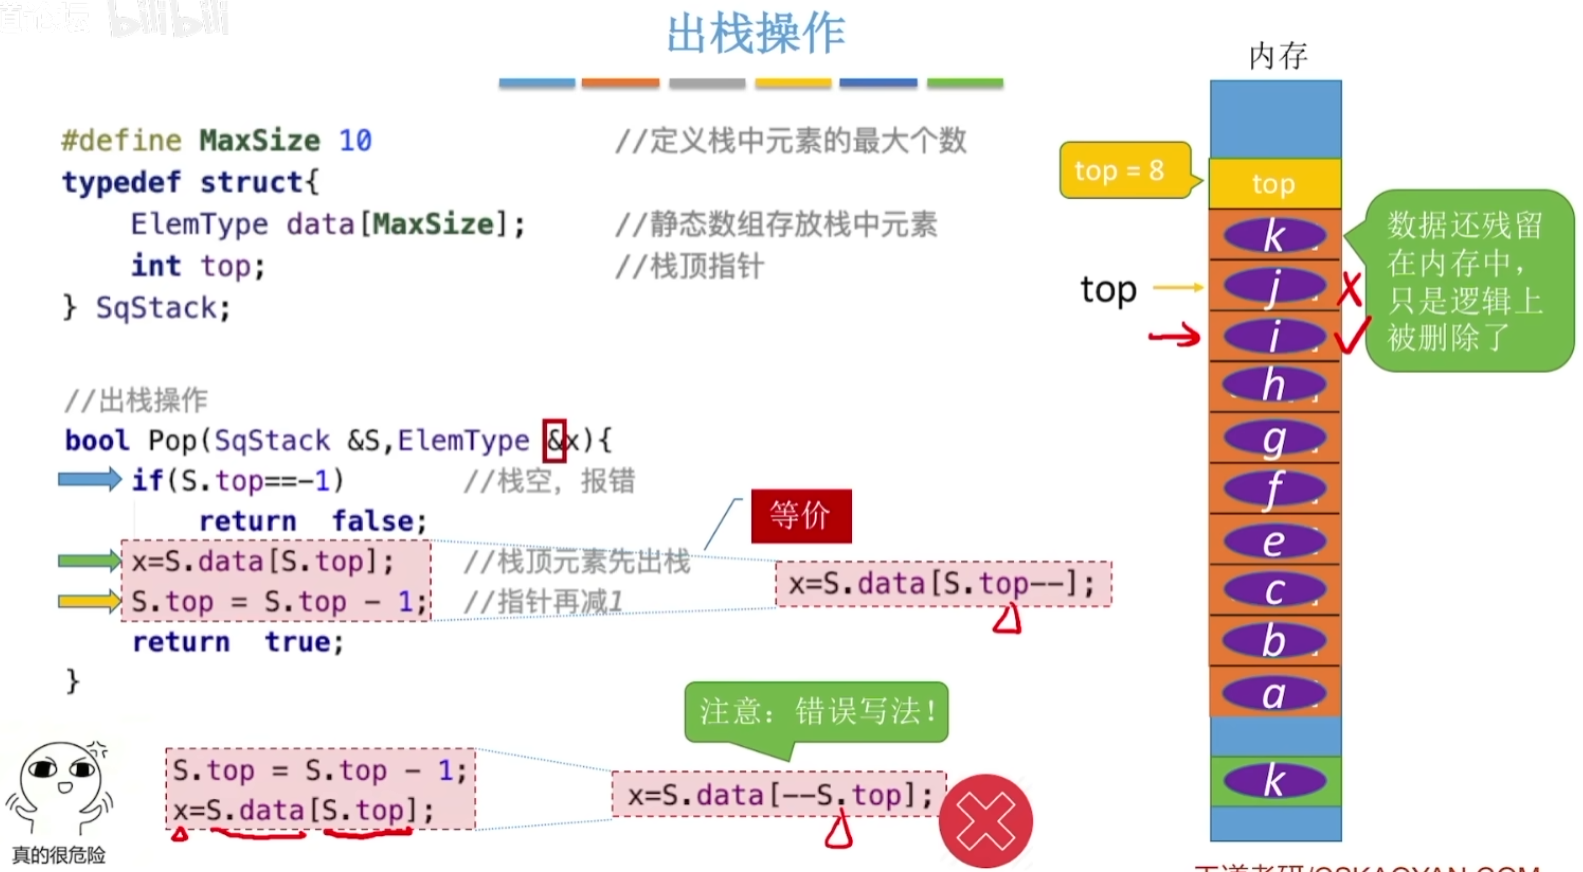 bilibili
出栈操作
内存
#define MaxSize 10 //定义栈中元素的最大个数
typedef struct{
ElemType data[MaxSize]; //静态数组存放栈中元素
int top; //栈顶指针
} SqStack;
top = 8
top
k
数据还残留
在内存中，
只是逻辑上
被删除了
top
j
i
h
g
f
e
c
b
a
k
//出栈操作
bool Pop(SqStack &S,ElemType &x){
if(S.top==-1) //栈空，报错
return false;
x=S.data[S.top]; //栈顶元素先出栈
S.top = S.top - 1; //指针再减1
return true;
}
等价
x=S.data[S.top--];
注意：错误写法！
S.top = S.top - 1;
x=S.data[S.top];
x=S.data[--S.top];
真的很危险